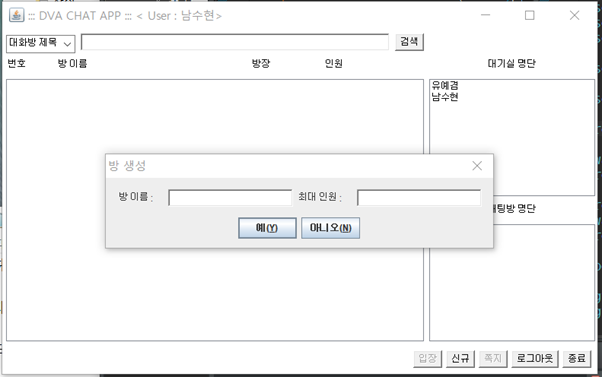 ::: DVA CHAT APP ::: < User : 남수현>
대화방 제목 검색
번호 방 이름 방장 인원 대기실 명단
유예겸
남수현
방 생성
방 이름 : 최대 인원 :
예(Y) 아니오(N)
채팅방 명단
입장 신규 쪽지 로그아웃 종료